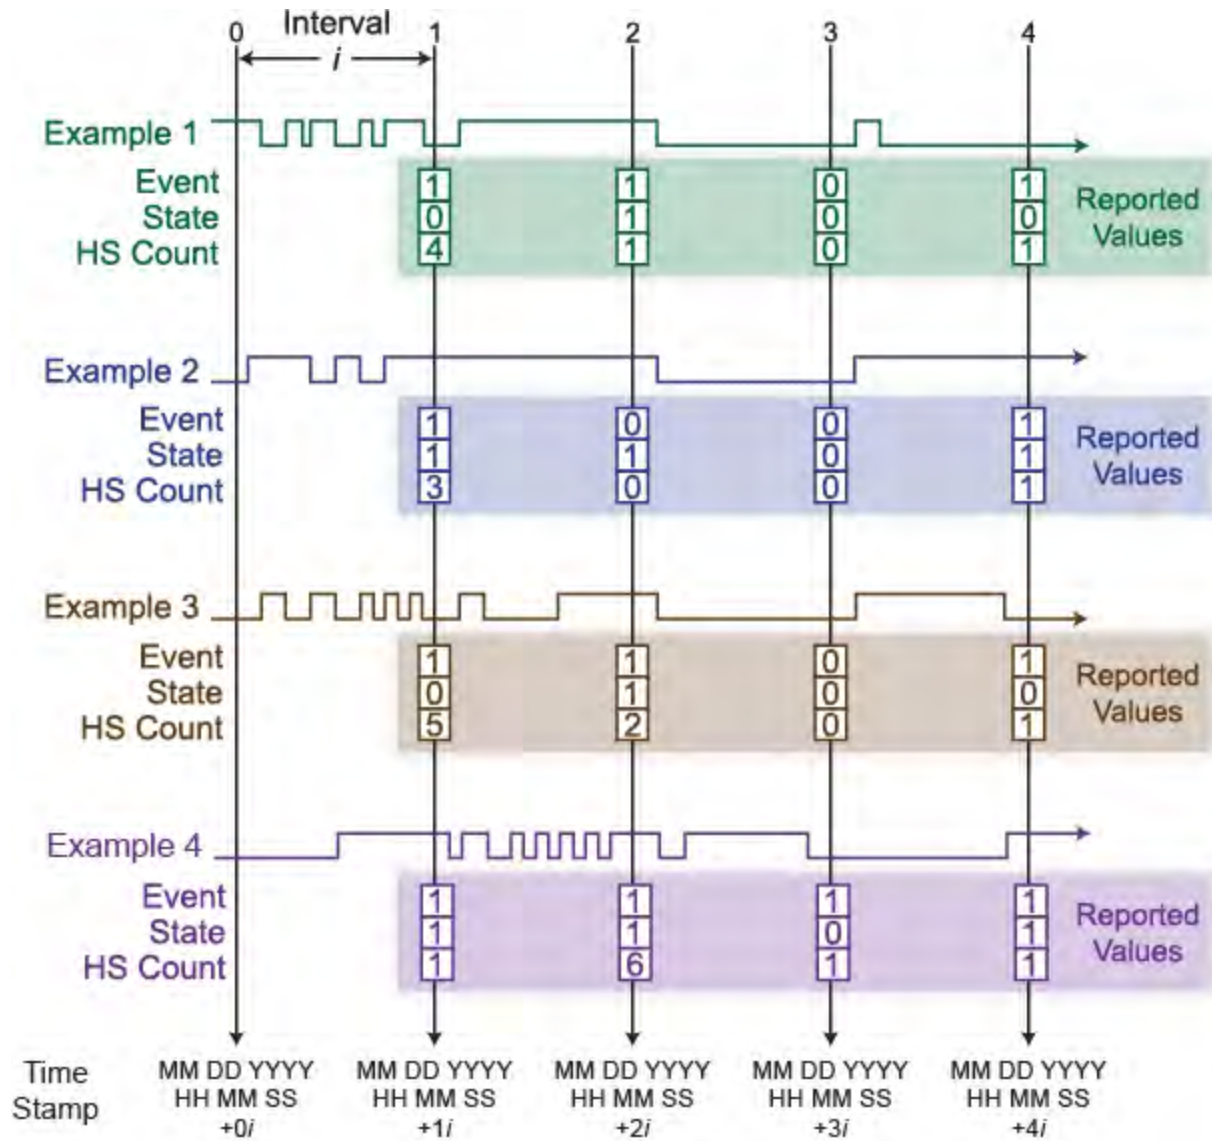 0 Interval 1 2 3 4
i
Example 1
Event 1 1 0 1
State 0 1 0 0
HS Count 4 1 0 1
Reported
Values
Example 2
Event 1 0 0 1
State 1 1 0 1
HS Count 3 0 0 1
Reported
Values
Example 3
Event 1 1 0 1
State 0 1 0 0
HS Count 5 2 0 1
Reported
Values
Example 4
Event 1 1 1 1
State 1 1 0 1
HS Count 1 6 1 1
Reported
Values
Time MM DD YYYY MM DD YYYY MM DD YYYY MM DD YYYY MM DD YYYY
Stamp HH MM SS HH MM SS HH MM SS HH MM SS HH MM SS
+0i +1i +2i +3i +4i